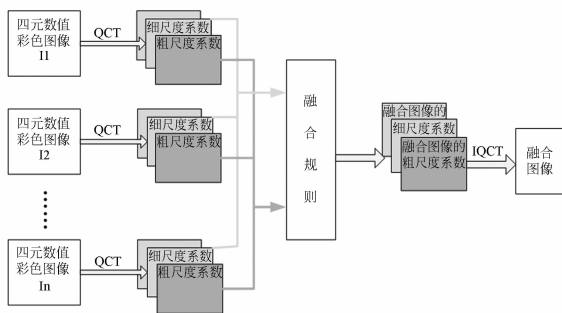 四元数值
彩色图像
I1
QCT
细尺度系数
粗尺度系数
四元数值
彩色图像
I2
QCT
细尺度系数
粗尺度系数
四元数值
彩色图像
In
QCT
细尺度系数
粗尺度系数
融
合
规
则
融合图像的
细尺度系数
融合图像的
粗尺度系数
IQCT
融合
图像